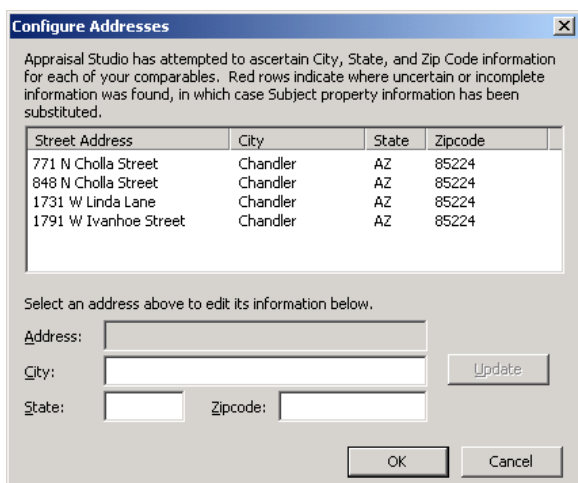 Configure Addresses
Appraisal Studio has attempted to ascertain City, State, and Zip Code information
for each of your comparables. Red rows indicate where uncertain or incomplete
information was found, in which case Subject property information has been
substituted.
Street Address City State Zipcode
771 N Cholla Street Chandler AZ 85224
848 N Cholla Street Chandler AZ 85224
1731 W Linda Lane Chandler AZ 85224
1791 W Ivanhoe Street Chandler AZ 85224
Select an address above to edit its information below.
Address:
City: Update
State: Zipcode:
OK Cancel